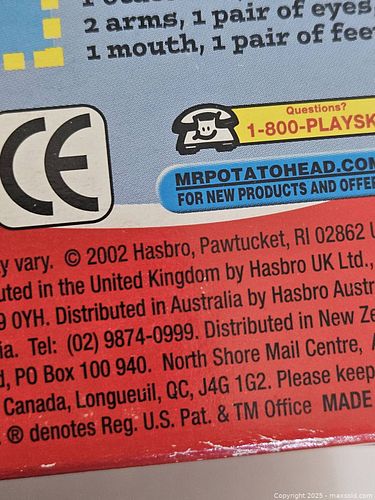 2 arms, 1 pair of eyes,
1 mouth, 1 pair of feet
CE
Questions?
1-800-PLAYSK
MRPOTATOHEAD.COM
FOR NEW PRODUCTS AND OFFE
y vary. © 2002 Hasbro, Pawtucket, RI 02862 U
uted in the United Kingdom by Hasbro UK Ltd.,
9 0YH. Distributed in Australia by Hasbro Austr
ia. Tel: (02) 9874-0999. Distributed in New Ze
d, PO Box 100 940. North Shore Mail Centre, A
Canada, Longueuil, QC, J4G 1G2. Please keep
. ® denotes Reg. U.S. Pat. & TM Office MADE
Copyright 2025 - maxsold.com